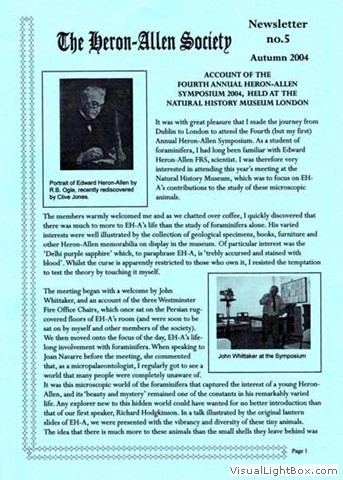 Newsletter
no.5
The Heron-Allen Society
Autumn 2004
ACCOUNT OF THE
FOURTH ANNUAL HERON-ALLEN
SYMPOSIUM 2004, HELD AT THE
NATURAL HISTORY MUSEUM LONDON
It was with great pleasure that I made the journey from
Dublin to London to attend the Fourth (but my first)
Annual Heron-Allen Symposium. As a student of
foraminifera, I had long been familiar with Edward
Heron-Allen FRS, scientist. I was therefore very
interested in attending this year's meeting at the
Natural History Museum, which was to focus on EH-
A's contributions to the study of these microscopic
animals.
Portrait of Edward Heron-Allen by
R.B. Ogle, recently rediscovered
by Clive Jones.
The members warmly welcomed me and as we chatted over coffee, I quickly discovered that
there was much to more to EH-A's life than the study of foraminifera alone. His varied
interests were well illustrated by the collection of geological specimens, books, furniture and
other Heron-Allen memorabilia on display in the museum. Of particular interest was the
'Delhi purple sapphire' which, to paraphrase EH-A, is 'trebly accursed and stained with
blood'. Whilst the curse is apparently restricted to those who own it, I resisted the temptation
to test the theory by touching it myself.
The meeting began with a welcome by John
Whittaker, and an account of the three Westminster
Fire Office Chairs, which once sat on the Persian rug-
covered floors of EH-A's room (and were soon to be
sat on by myself and other members of the society).
We then moved onto the focus of the day, EH-A's life-
long involvement with foraminifera. When speaking to
Joan Navarre before the meeting, she commented
that, as a micropalaeontologist, I regularly got to see a
world that many people were completely unaware of.
John Whittaker at the Symposium
It was this microscopic world of the foraminifera that captured the interest of a young Heron-
Allen, and its 'beauty and mystery' remained one of the constants in his remarkably varied
life. Any explorer new to this hidden world could have wanted for no better introduction than
that of our first speaker, Richard Hodgkinson. In a talk illustrated by the original lantern
slides of EH-A, we were presented with the vibrancy and diversity of these tiny animals.
The idea that there is much more to these animals than the small shells they leave behind was
Page 1
VisualLightBox.com